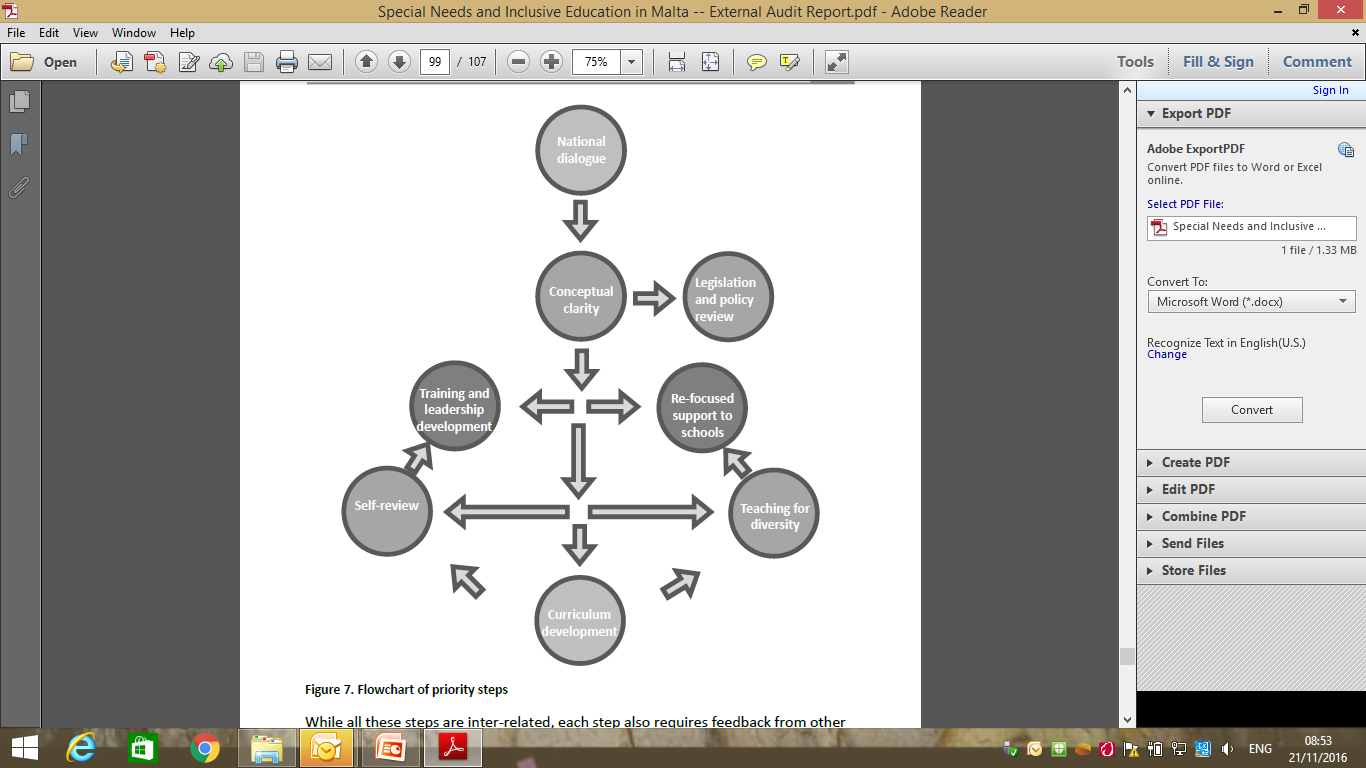 Special Needs and Inclusive Education in Malta -- External Audit Report.pdf - Adobe Reader
File Edit View Window Help
Open 99 / 107 75% Tools Fill & Sign Comment
Sign In
Export PDF
Adobe ExportPDF
Convert PDF files to Word or Excel
online.
Select PDF File:
Special Needs and Inclusive ...
1 file / 1.33 MB
Convert To:
Microsoft Word (*.docx)
Recognize Text in English(U.S.)
Change
Convert
Create PDF
Edit PDF
Combine PDF
Send Files
Store Files
National
dialogue
Conceptual
clarity
Legislation
and policy
review
Training and
leadership
development
Re-focused
support to
schools
Self-review
Teaching for
diversity
Curriculum
development
Figure 7. Flowchart of priority steps
While all these steps are inter-related, each step also requires feedback from other
ENG
08:53
21/11/2016